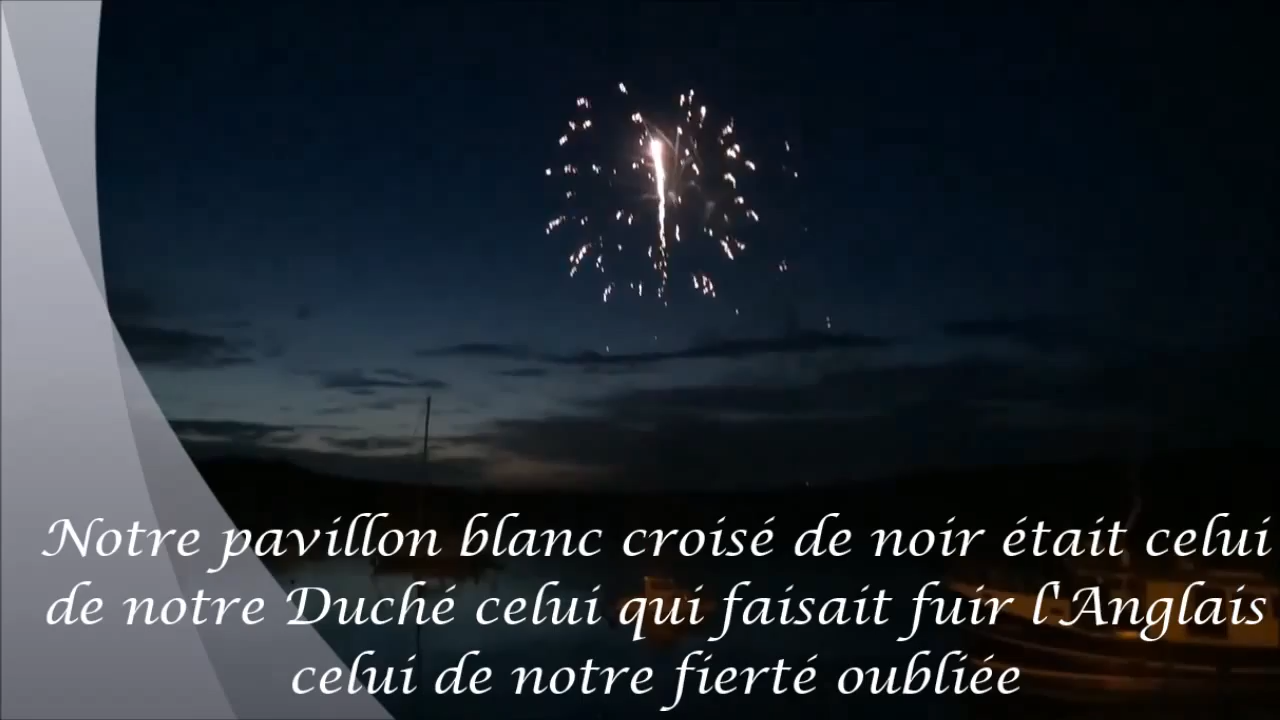 Notre pavillon blanc croisé de noir était celui
de notre Duché celui qui faisait fuir l'Anglais
celui de notre fierté oubliée